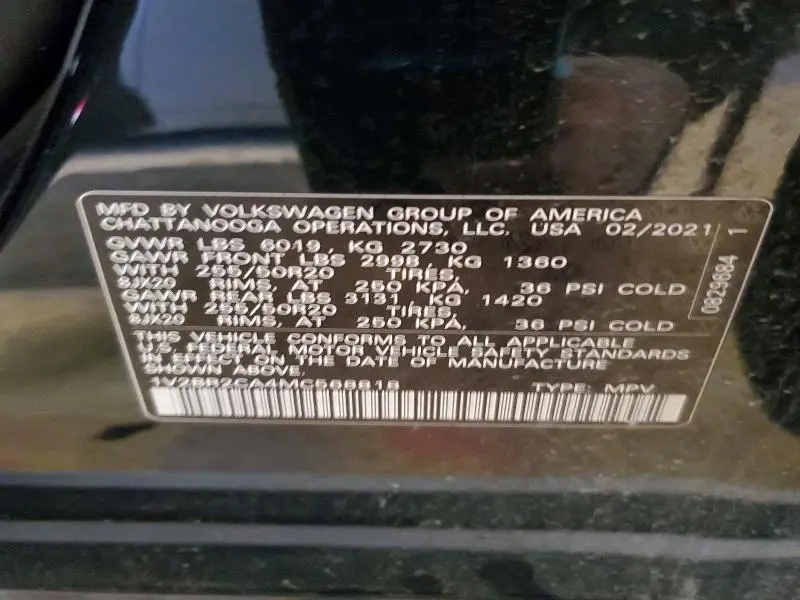 MFD BY VOLKSWAGEN GROUP OF AMERICA
CHATTANOOGA OPERATIONS, LLC. USA 02/2021
GVWR LBS 6019, KG 2730
GAWR FRONT LBS 2998, KG 1360
WITH 255/50R20 TIRES,
8JX20 RIMS, AT 250 KPA, 36 PSI COLD
GAWR REAR LBS 3131, KG 1420
WITH 255/50R20 TIRES,
8JX20 RIMS, AT 250 KPA, 36 PSI COLD
THIS VEHICLE CONFORMS TO ALL APPLICABLE
U.S. FEDERAL MOTOR VEHICLE SAFETY STANDARDS
IN EFFECT ON THE DATE OF MANUFACTURE
SHOWN ABOVE.
1V2BR2CA4MC568818 TYPE: MPV
0829884 1